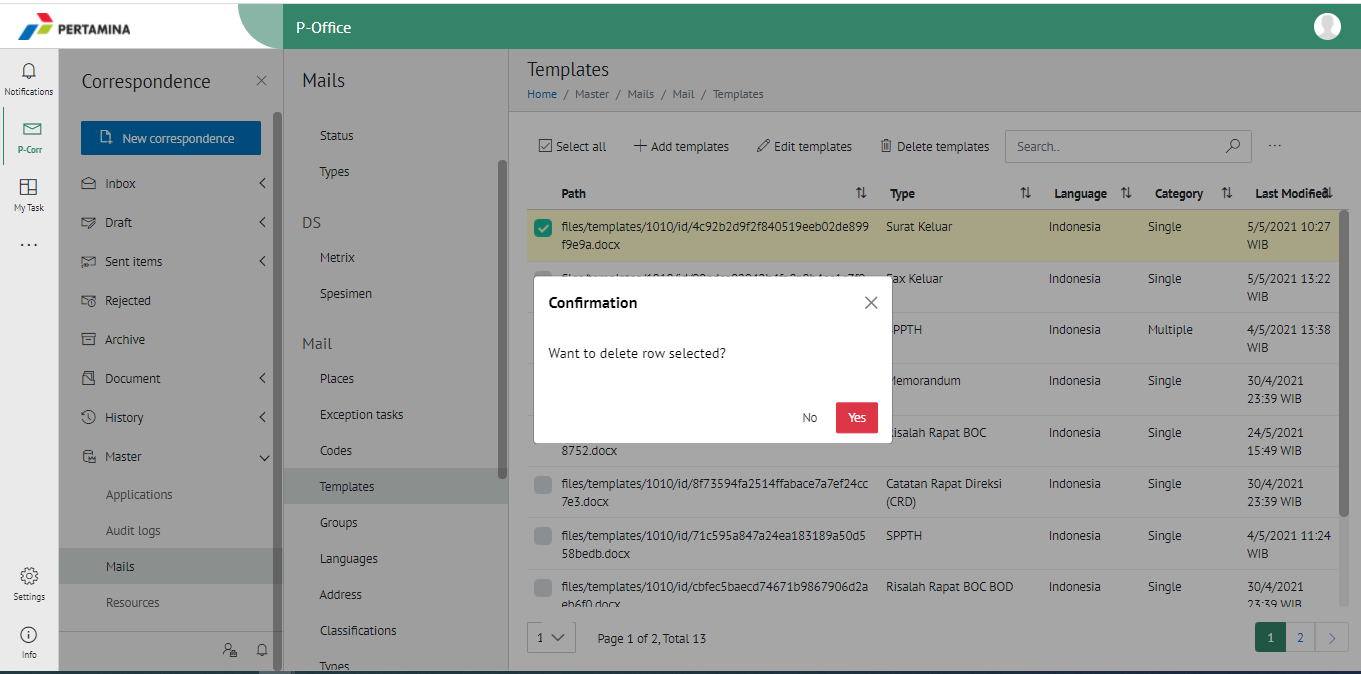 PERTAMINA
P-Office
Notifications
P-Corr
My Task
Settings
Info
Correspondence
New correspondence
Inbox
Draft
Sent items
Rejected
Archive
Document
History
Master
Applications
Audit logs
Mails
Resources
Mails
Status
Types
DS
Metrix
Spesimen
Mail
Places
Exception tasks
Codes
Templates
Groups
Languages
Address
Classifications
Types
Templates
Home / Master / Mails / Mail / Templates
Select all Add templates Edit templates Delete templates Search.. ...
Path Type Language Category Last Modified
files/templates/1010/id/4c92b2d9f2f840519eeb02de899 Surat Keluar Indonesia Single 5/5/2021 10:27
f9e9a.docx WIB
Fax Keluar Indonesia Single 5/5/2021 13:22
WIB
SPPTH Indonesia Multiple 4/5/2021 13:38
WIB
Memorandum Indonesia Single 30/4/2021
23:39 WIB
Risalah Rapat BOC Indonesia Single 24/5/2021
8752.docx 15:49 WIB
files/templates/1010/id/8f73594fa2514ffabace7a7ef24cc Catatan Rapat Direksi Indonesia Single 30/4/2021
7e3.docx (CRD) 23:39 WIB
files/templates/1010/id/71c595a847a24ea183189a50d5 SPPTH Indonesia Single 4/5/2021 11:24
58bedb.docx WIB
files/templates/1010/id/cbfec5baecd74671b9867906d2a Risalah Rapat BOC BOD Indonesia Single 30/4/2021
eb6f0.docx 23:39 WIB
Confirmation
Want to delete row selected?
No Yes
1 Page 1 of 2, Total 13 1 2